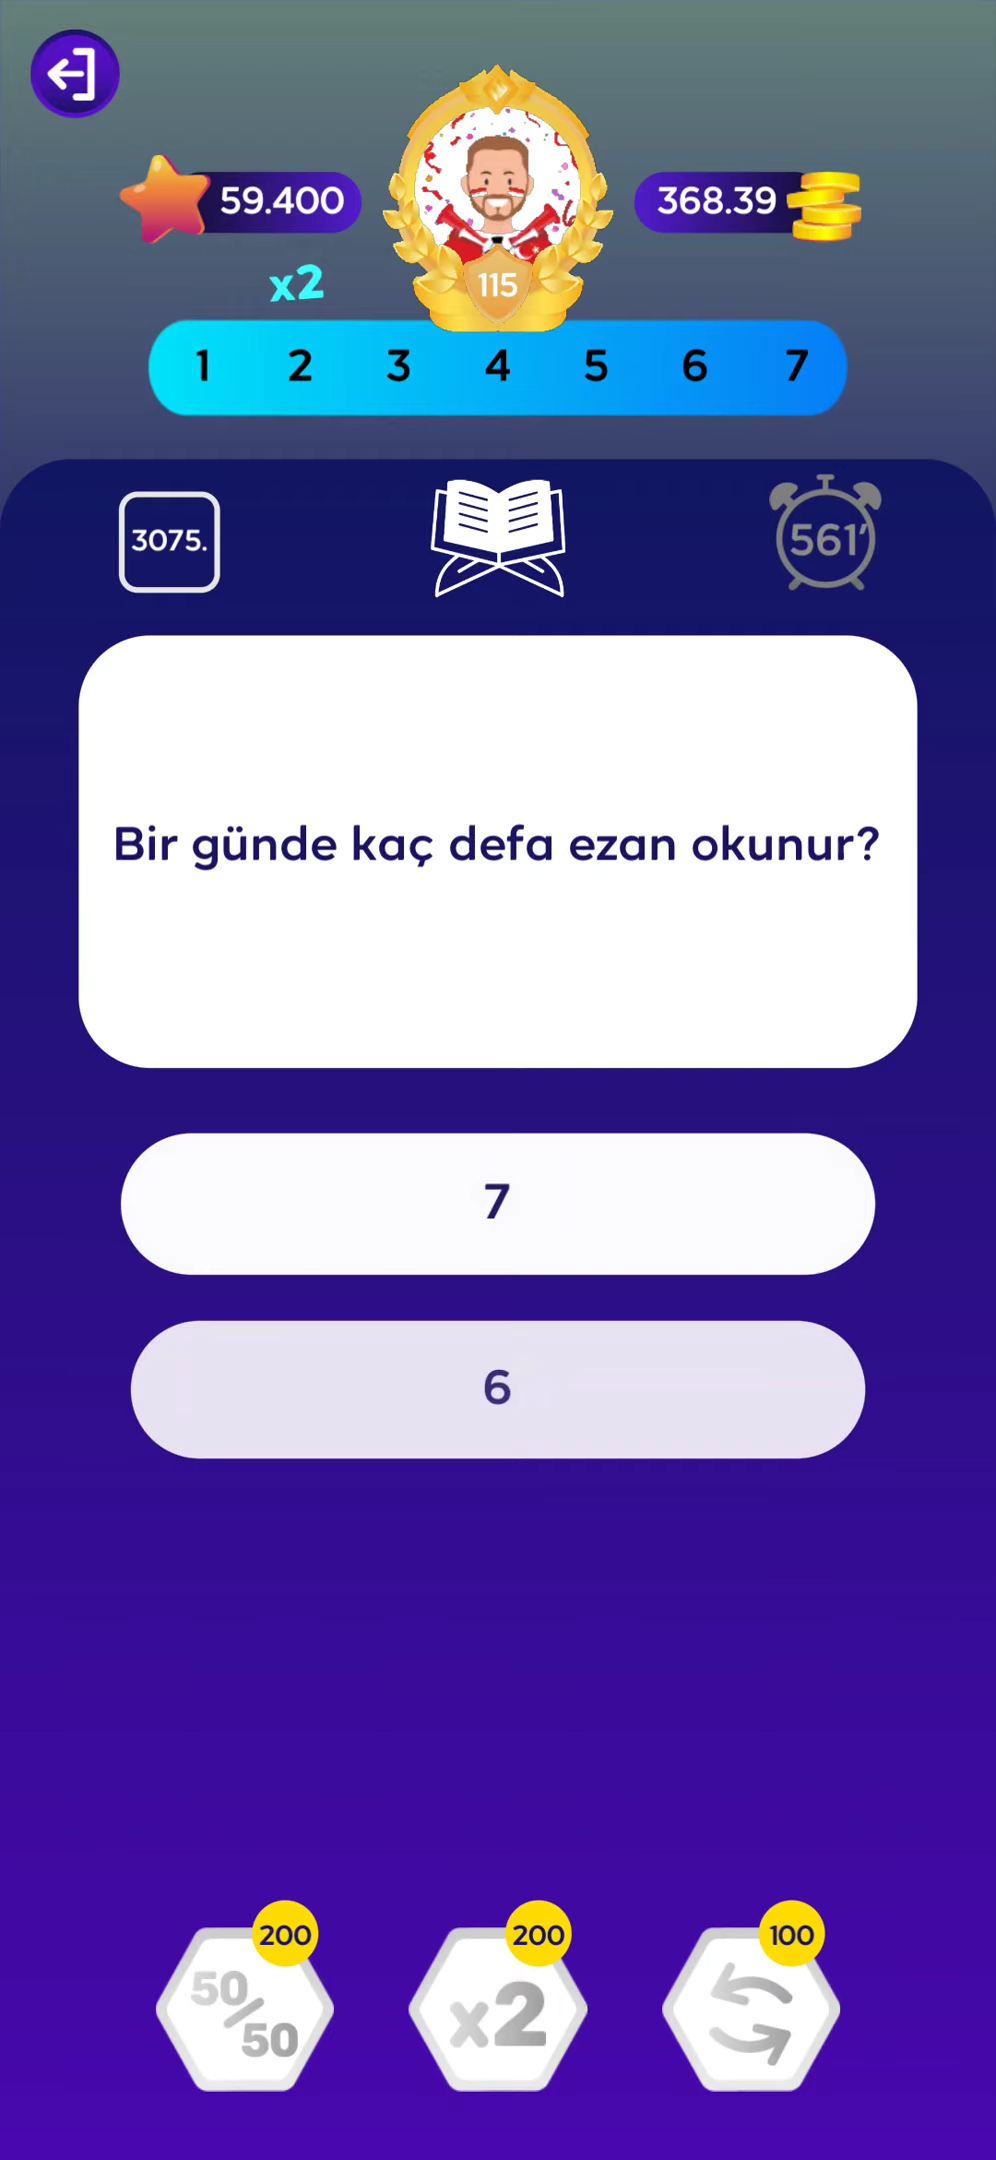 59.400
368.39
115
x2
1 2 3 4 5 6 7
3075.
561'
Bir günde kaç defa ezan okunur?
7
6
200
200
100
50/50
x2